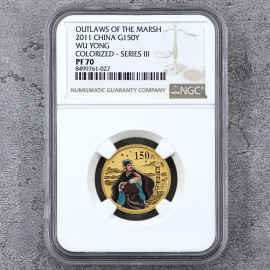 OUTLAWS OF THE MARSH
2011 CHINA G150Y
WU YONG
COLORIZED - SERIES III
PF 70
8499761-027
NUMISMATIC GUARANTY COMPANY
NGC
150